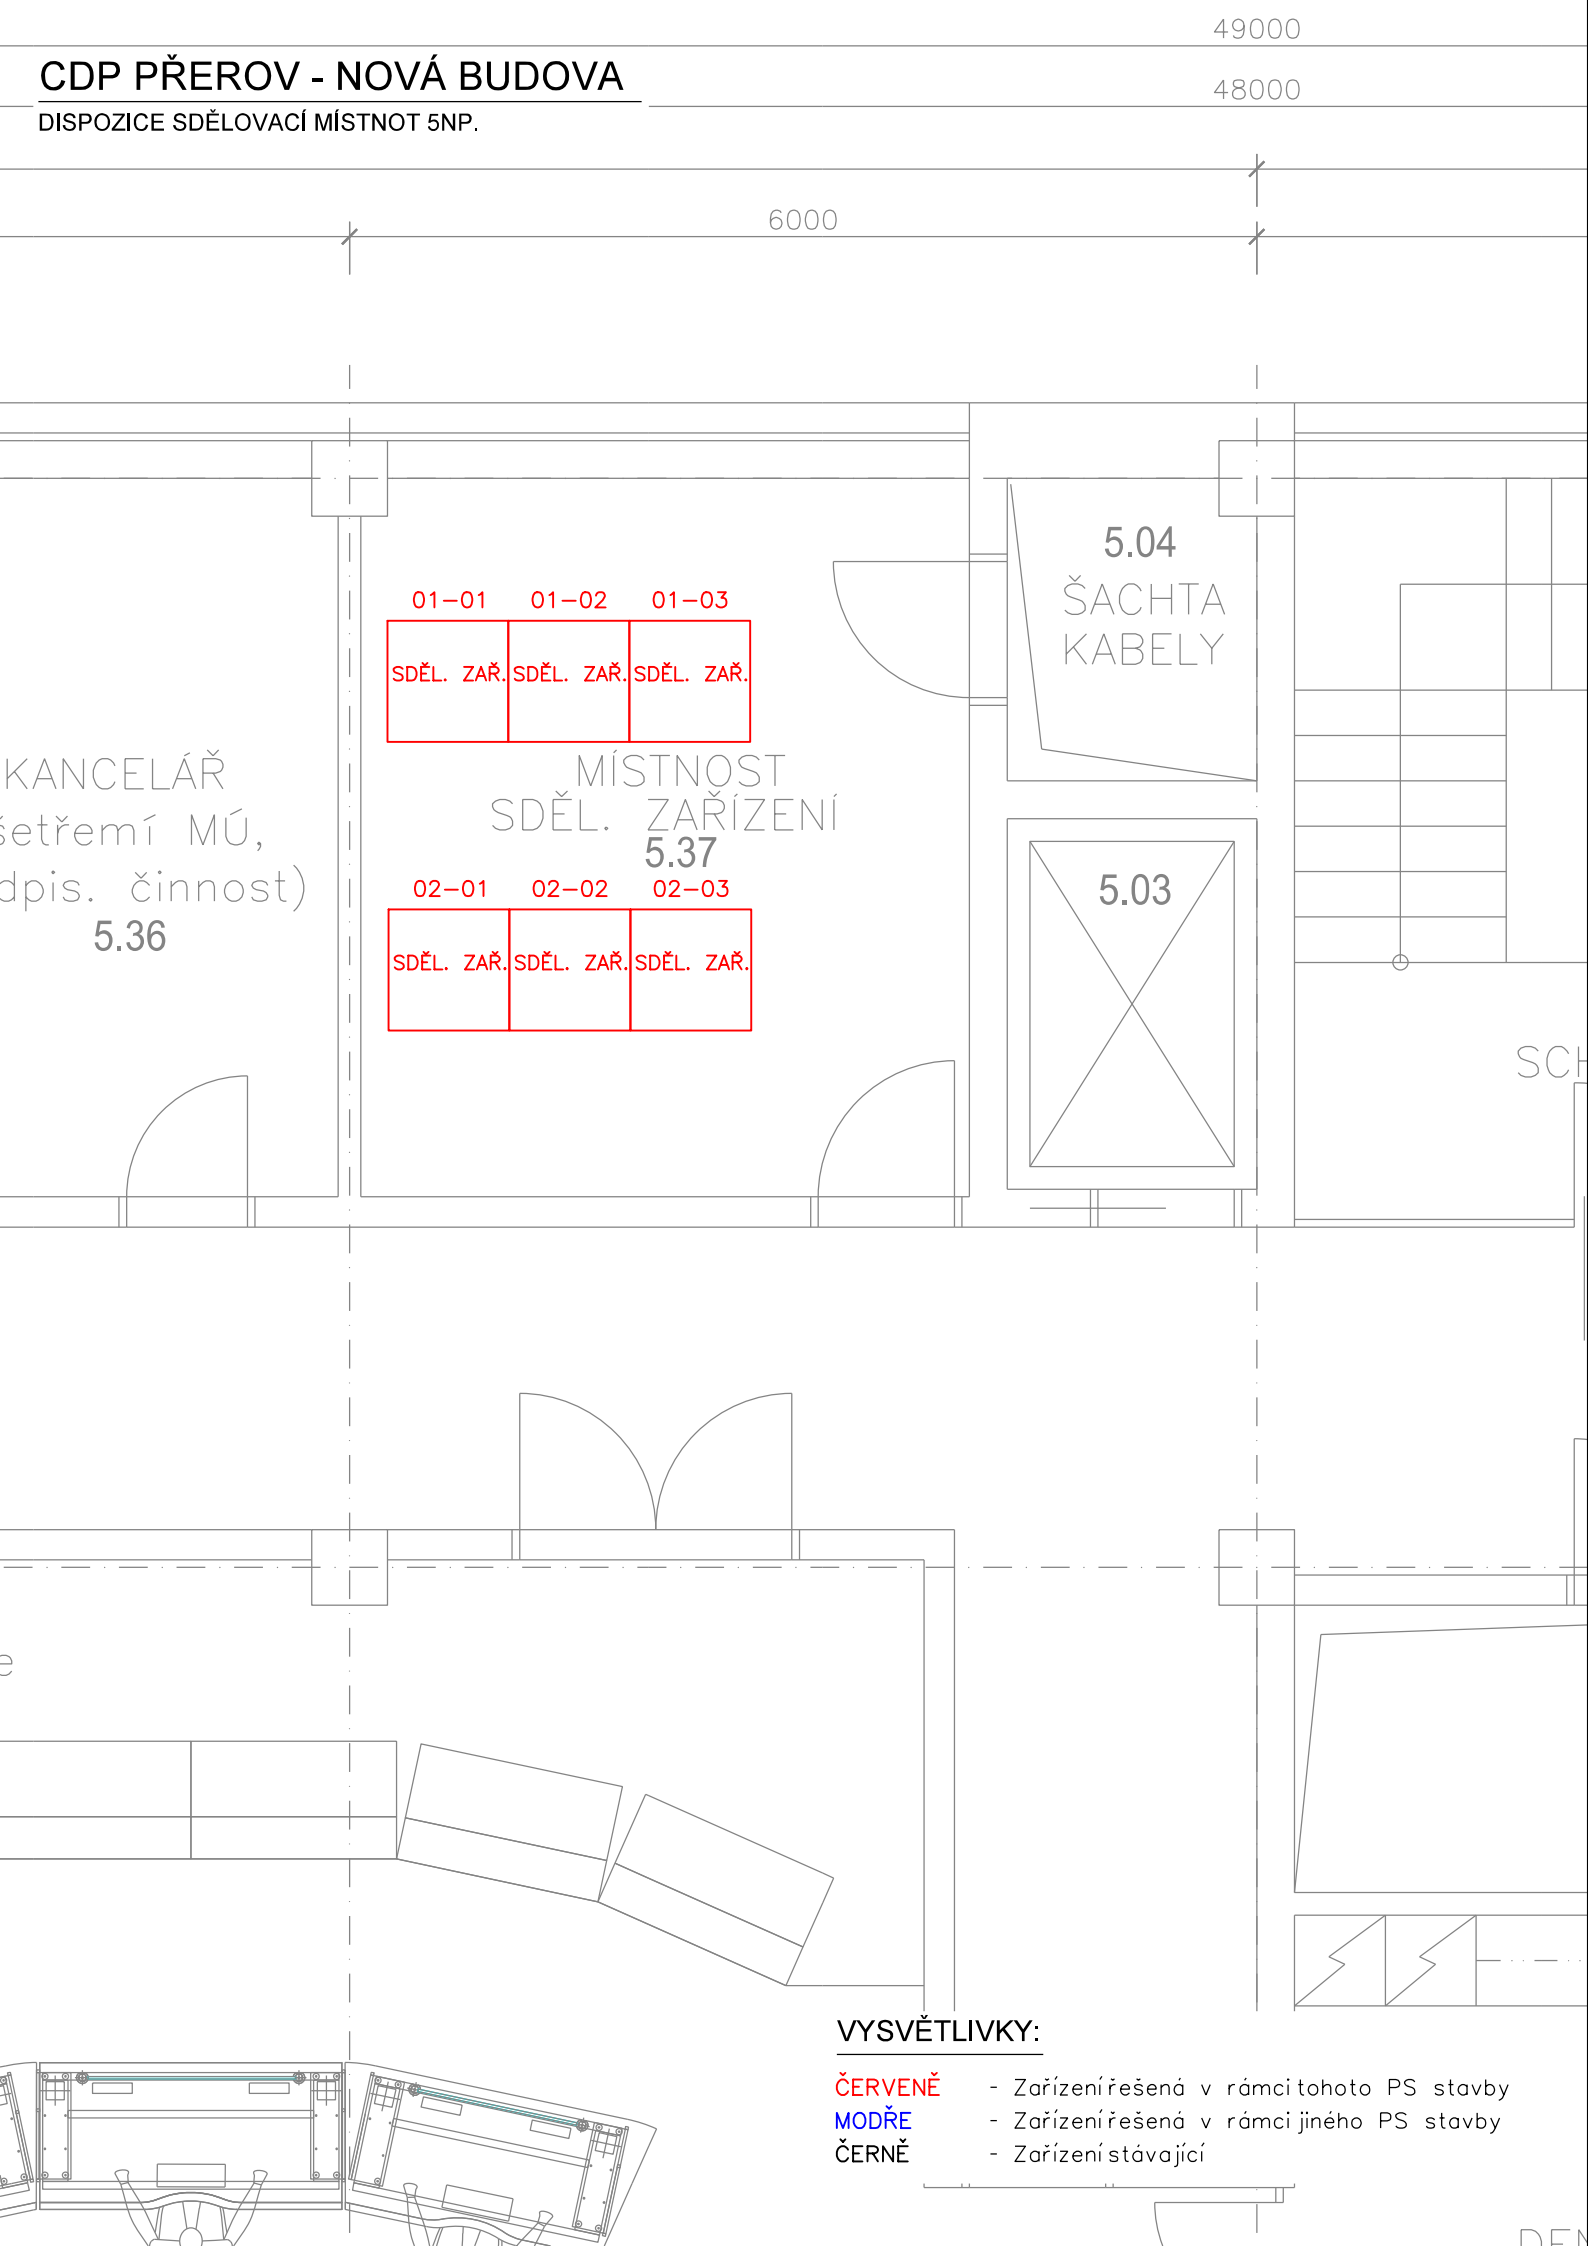 49000
CDP PŘEROV - NOVÁ BUDOVA
48000
DISPOZICE SDĚLOVACÍ MÍSTNOT 5NP.
6000
5.04
ŠACHTA
KABELY
01-01 01-02 01-03
SDĚL. ZAŘ. SDĚL. ZAŘ. SDĚL. ZAŘ.
KANCELÁŘ
šetřemí MÚ,
dpis. činnost)
5.36
MÍSTNOST
SDĚL. ZAŘÍZENÍ
5.37
02-01 02-02 02-03
SDĚL. ZAŘ. SDĚL. ZAŘ. SDĚL. ZAŘ.
5.03
SCH
e
VYSVĚTLIVKY:
ČERVENĚ - Zařízení řešená v rámci tohoto PS stavby
MODŘE - Zařízení řešená v rámci jiného PS stavby
ČERNĚ - Zařízení stávající